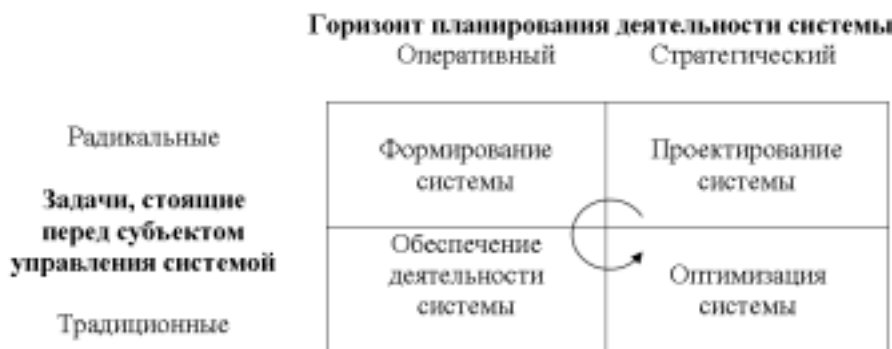 Горизонт планирования деятельности системы
Оперативный Стратегический
Радикальные
Формирование
системы
Проектирование
системы
Задачи, стоящие
перед субъектом
управления системой
Обеспечение
деятельности
системы
Оптимизация
системы
Традиционные